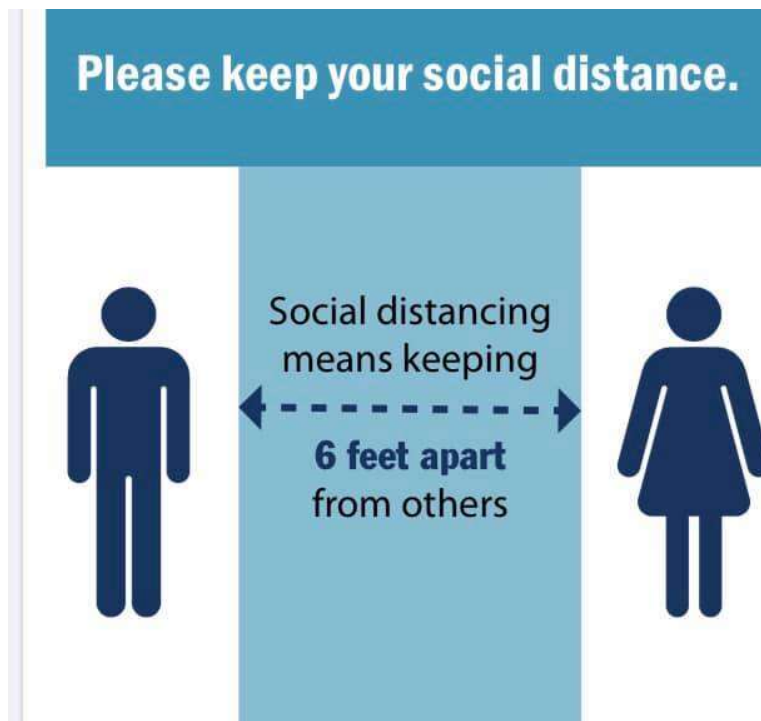 Please keep your social distance.
Social distancing
means keeping
6 feet apart
from others